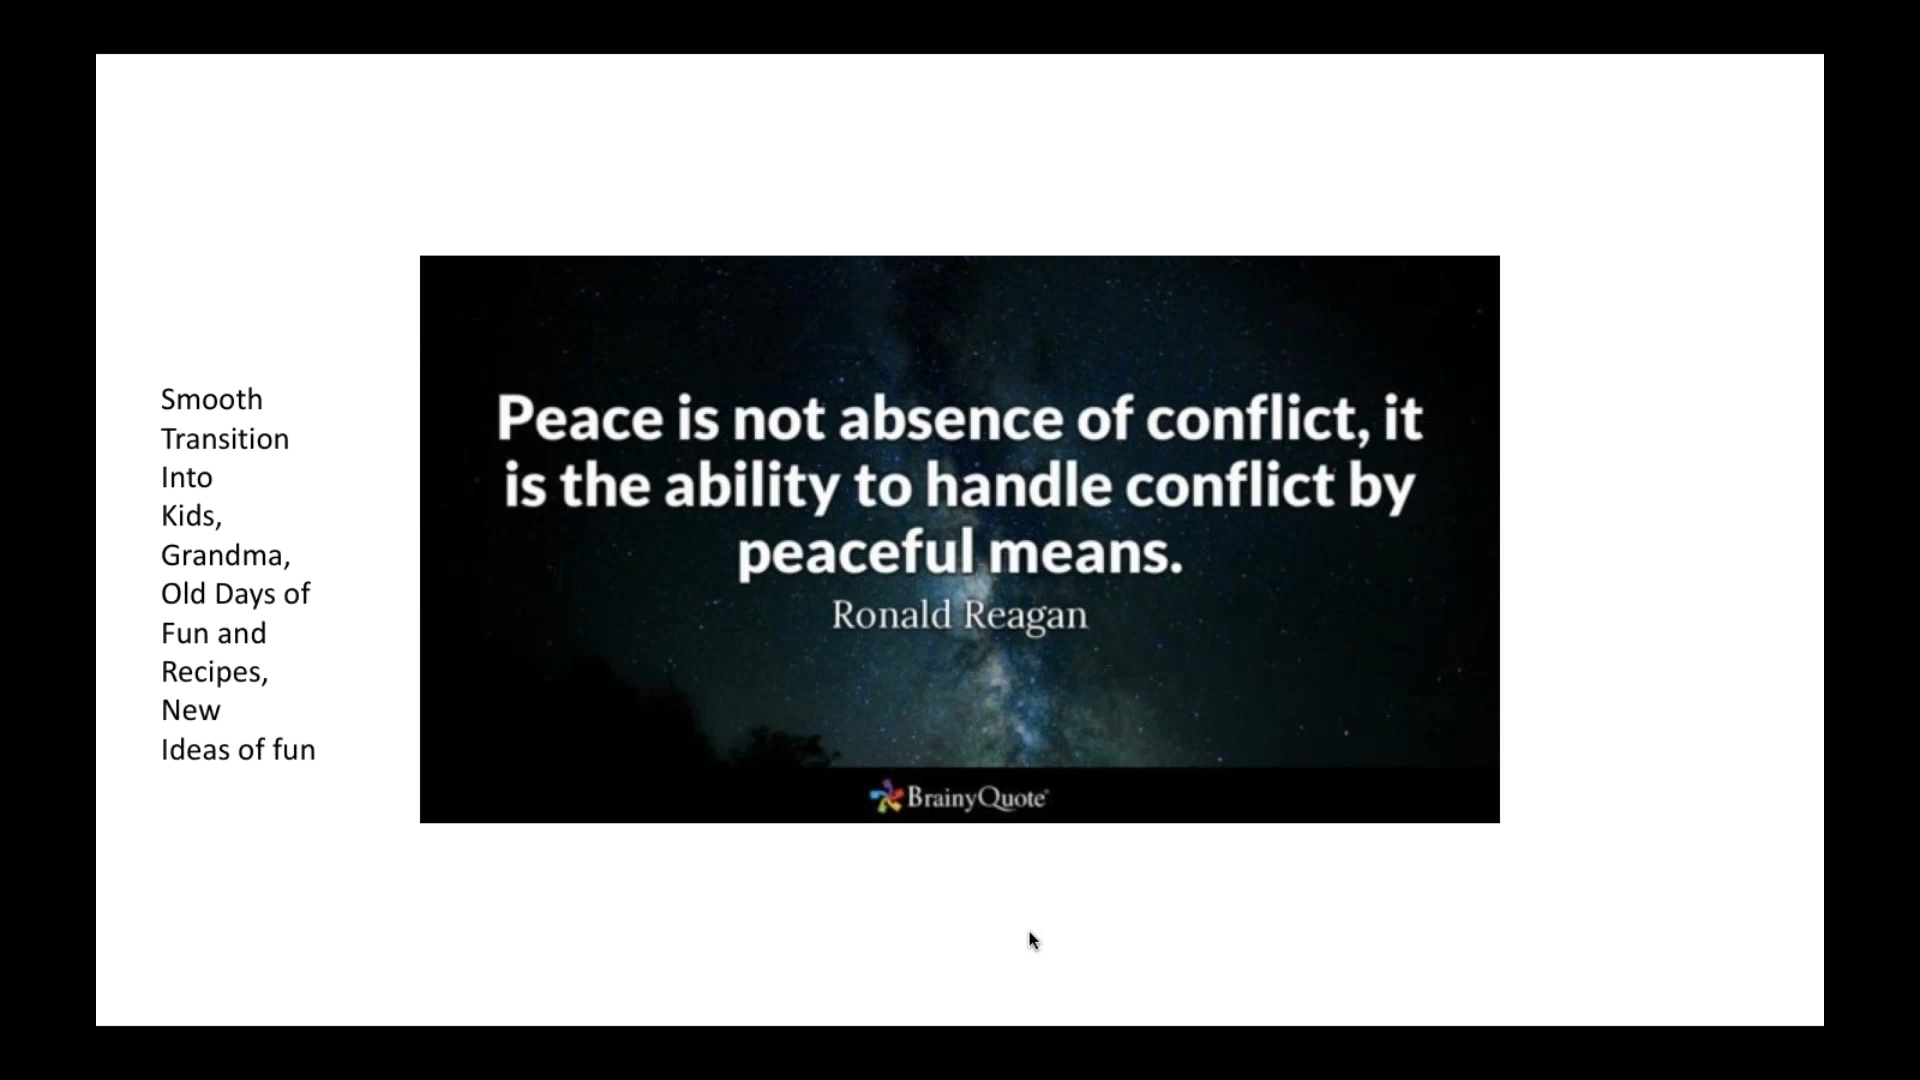 Smooth
Transition
Into
Kids,
Grandma,
Old Days of
Fun and
Recipes,
New
Ideas of fun
Peace is not absence of conflict, it
is the ability to handle conflict by
peaceful means.
Ronald Reagan
BrainyQuote®